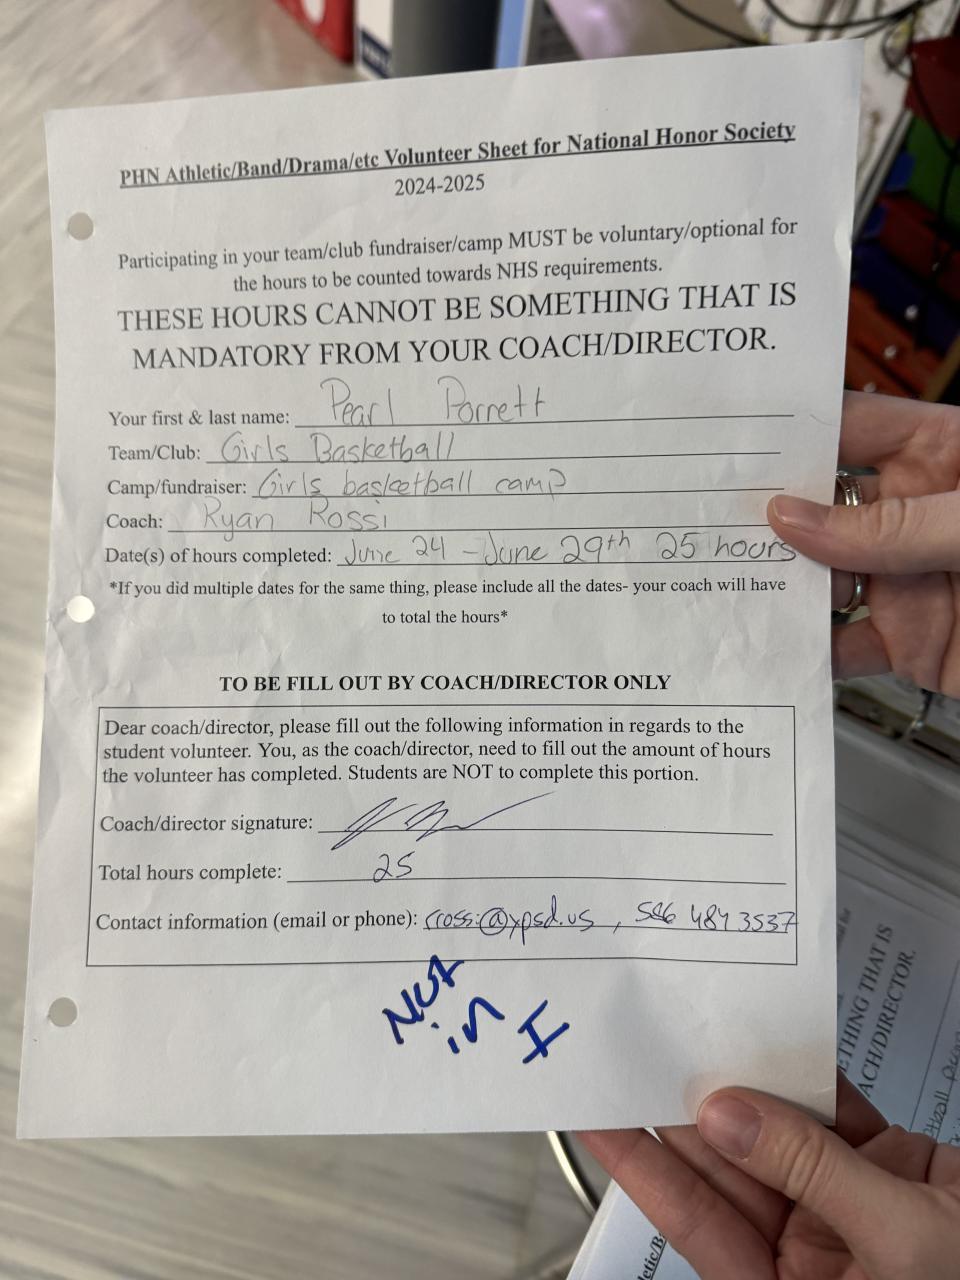 PHN Athletic/Band/Drama/etc Volunteer Sheet for National Honor Society
2024-2025
Participating in your team/club fundraiser/camp MUST be voluntary/optional for
the hours to be counted towards NHS requirements.
THESE HOURS CANNOT BE SOMETHING THAT IS
MANDATORY FROM YOUR COACH/DIRECTOR.
Your first & last name: Pearl Porrett
Team/Club: Girls Basketball
Camp/fundraiser: Girls basketball camp
Coach: Ryan Rossi
Date(s) of hours completed: June 24 - June 29th 25 hours
*If you did multiple dates for the same thing, please include all the dates- your coach will have
to total the hours*
TO BE FILL OUT BY COACH/DIRECTOR ONLY
Dear coach/director, please fill out the following information in regards to the
student volunteer. You, as the coach/director, need to fill out the amount of hours
the volunteer has completed. Students are NOT to complete this portion.
Coach/director signature:
Total hours complete: 25
Contact information (email or phone): rrossi@ypsd.us , 586 484 3537
Not
in I
ETHING THAT IS
ACH/DIRECTOR.